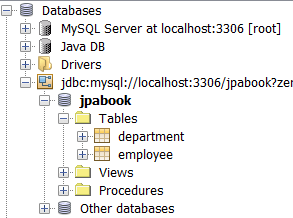 Databases
MySQL Server at localhost:3306 [root]
Java DB
Drivers
jdbc:mysql://localhost:3306/jpabook?zer
jpabook
Tables
department
employee
Views
Procedures
Other databases